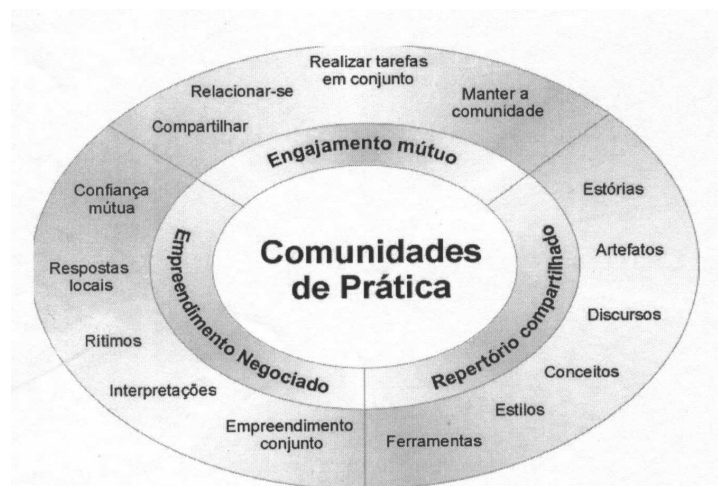 Realizar tarefas
em conjunto
Relacionar-se
Manter a
comunidade
Compartilhar
Engajamento mútuo
Confiança
mútua
Estórias
Respostas
locais
Artefatos
Empreendimento Negociado
Comunidades
de Prática
Repertório compartilhado
Discursos
Rítimos
Conceitos
Interpretações
Estilos
Empreendimento
conjunto
Ferramentas